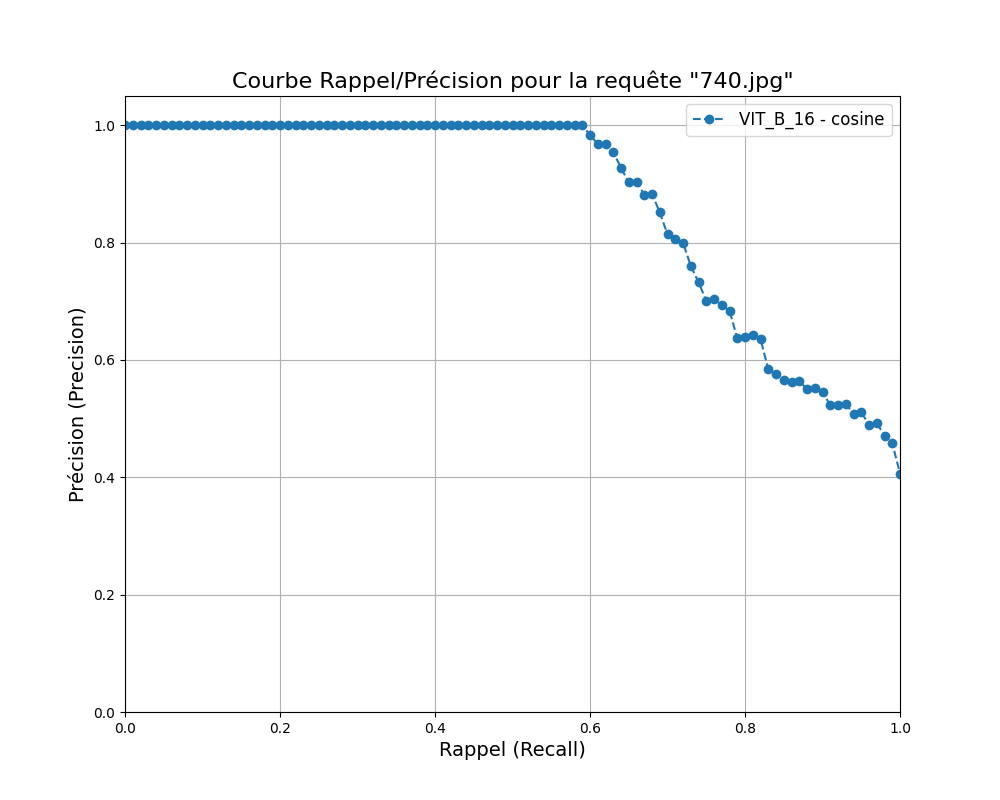 Courbe Rappel/Précision pour la requête "740.jpg"
VIT_B_16 - cosine
Précision (Precision)
1.0
0.8
0.6
0.4
0.2
0.0
0.0 0.2 0.4 0.6 0.8 1.0
Rappel (Recall)